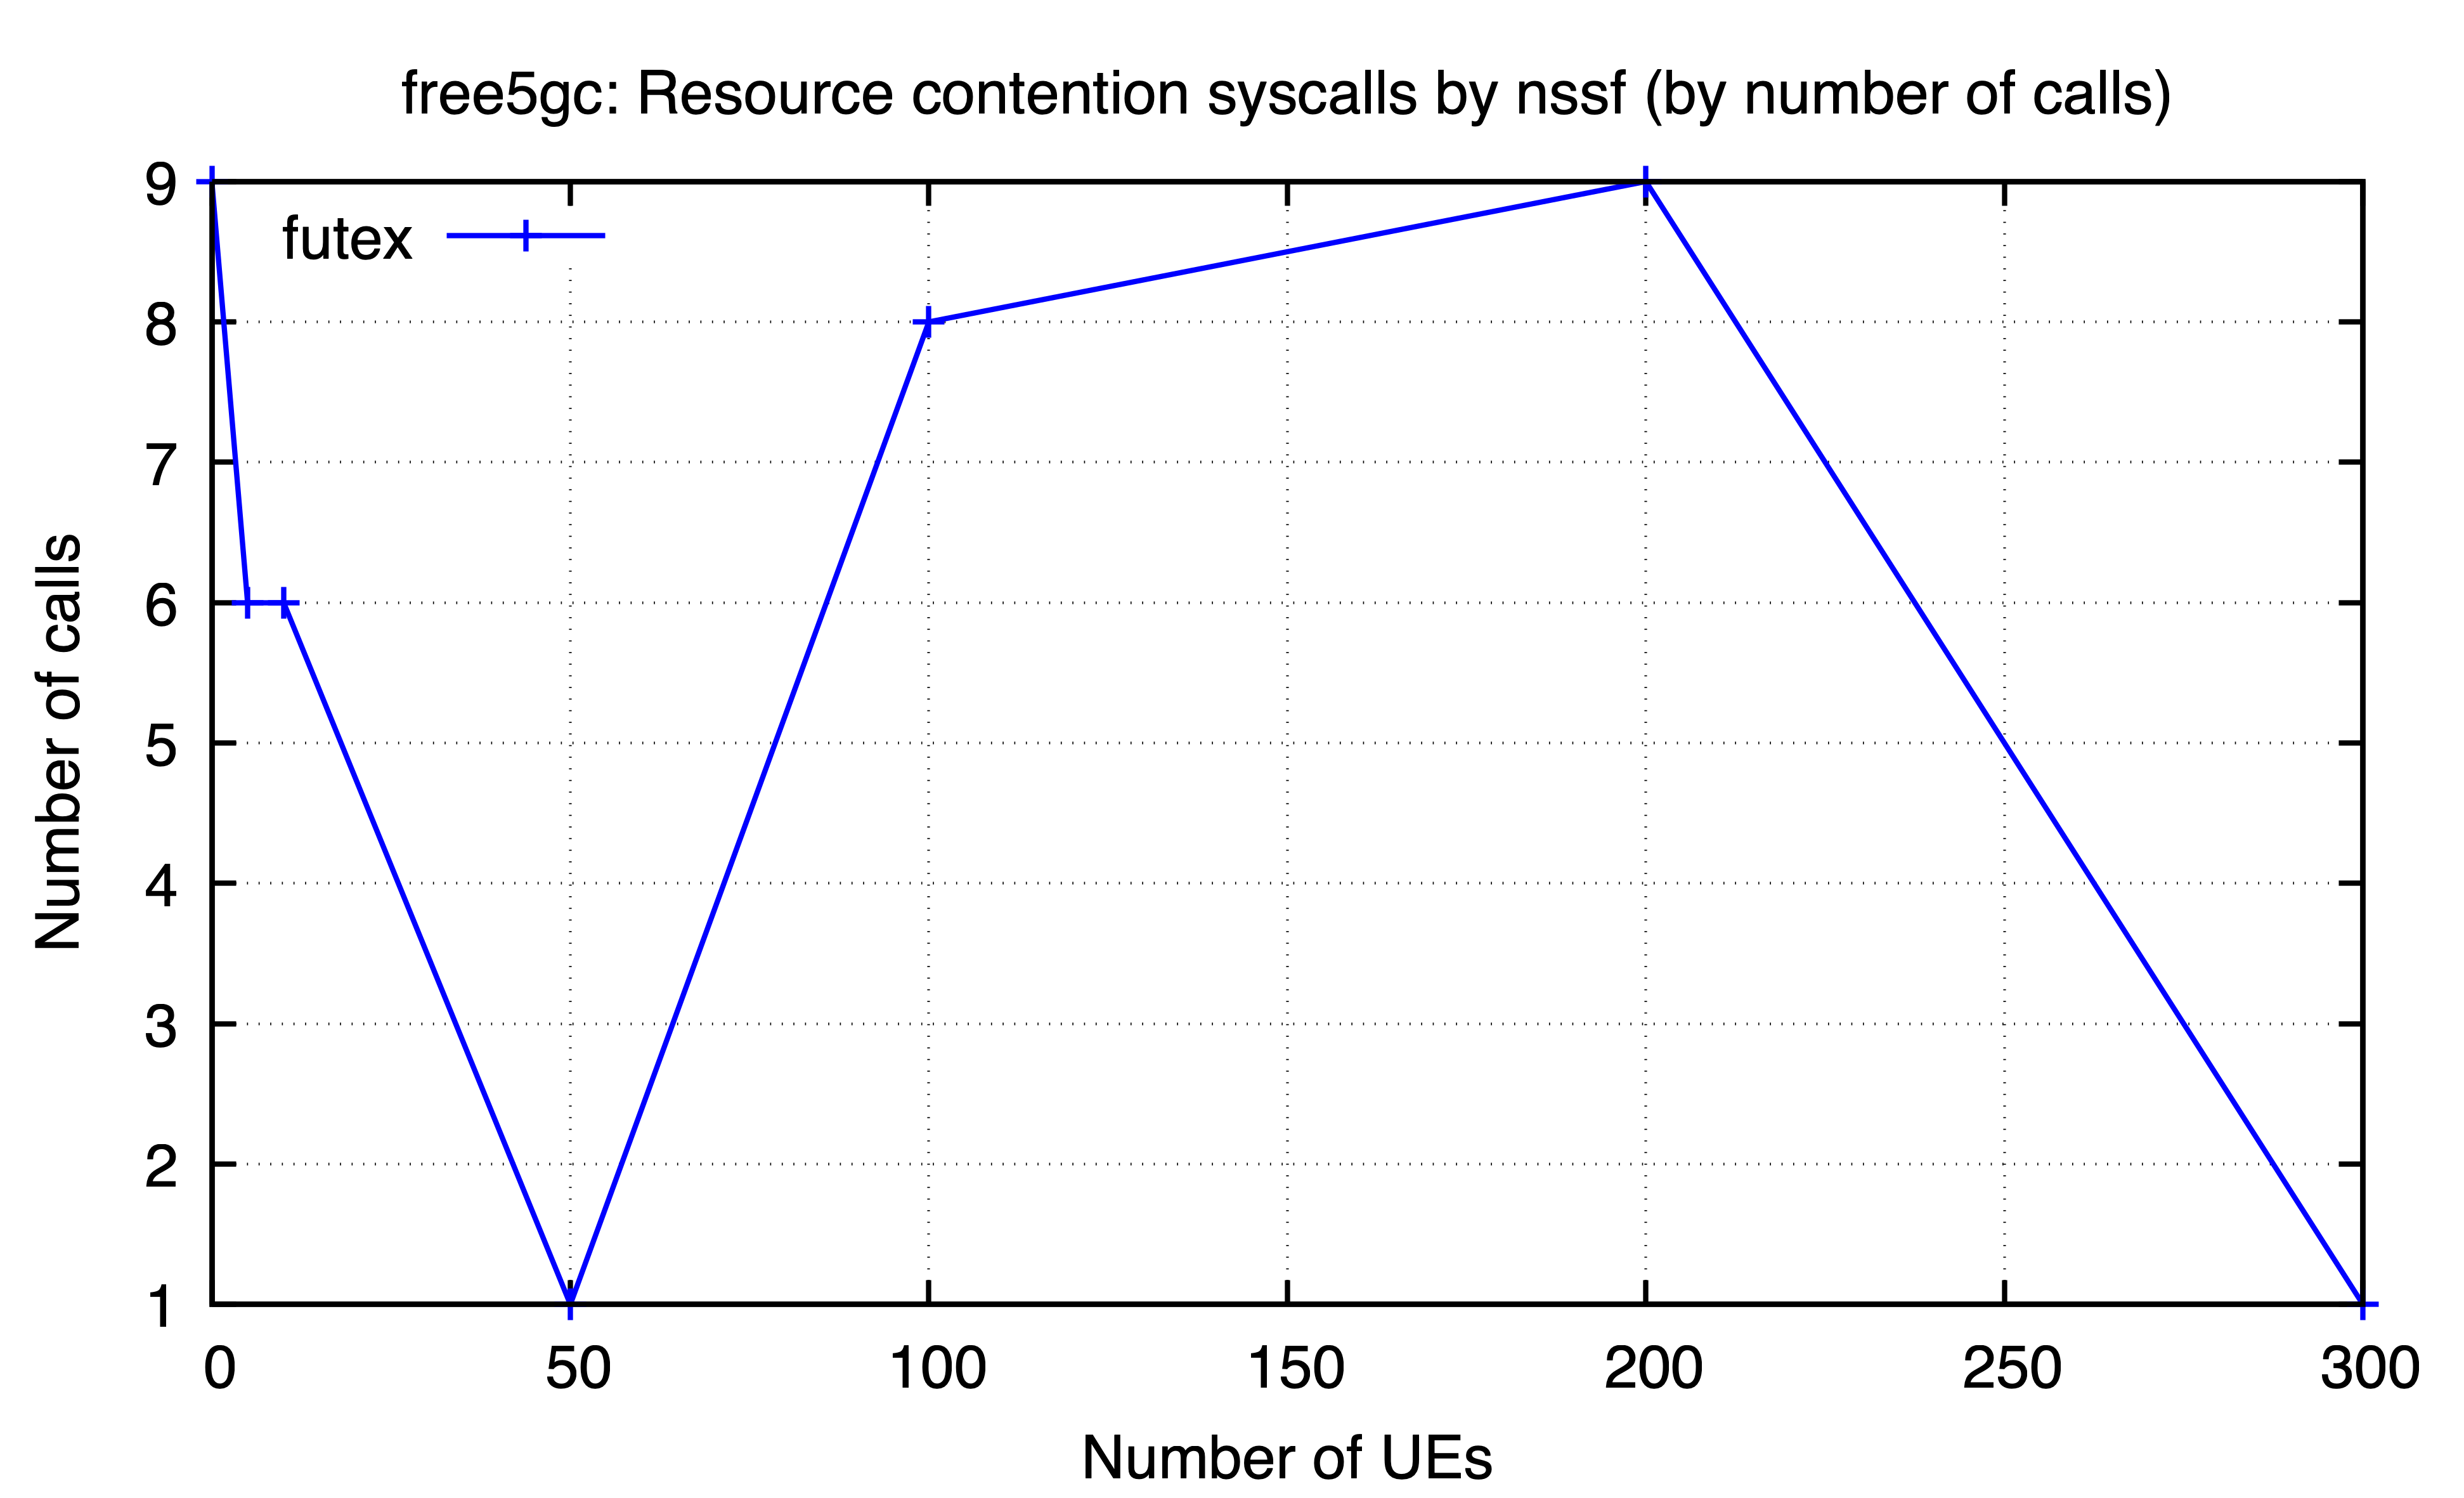 free5gc: Resource contention syscalls by nssf (by number of calls)
futex
9
8
7
6
5
4
3
2
1
Number of calls
0 50 100 150 200 250 300
Number of UEs